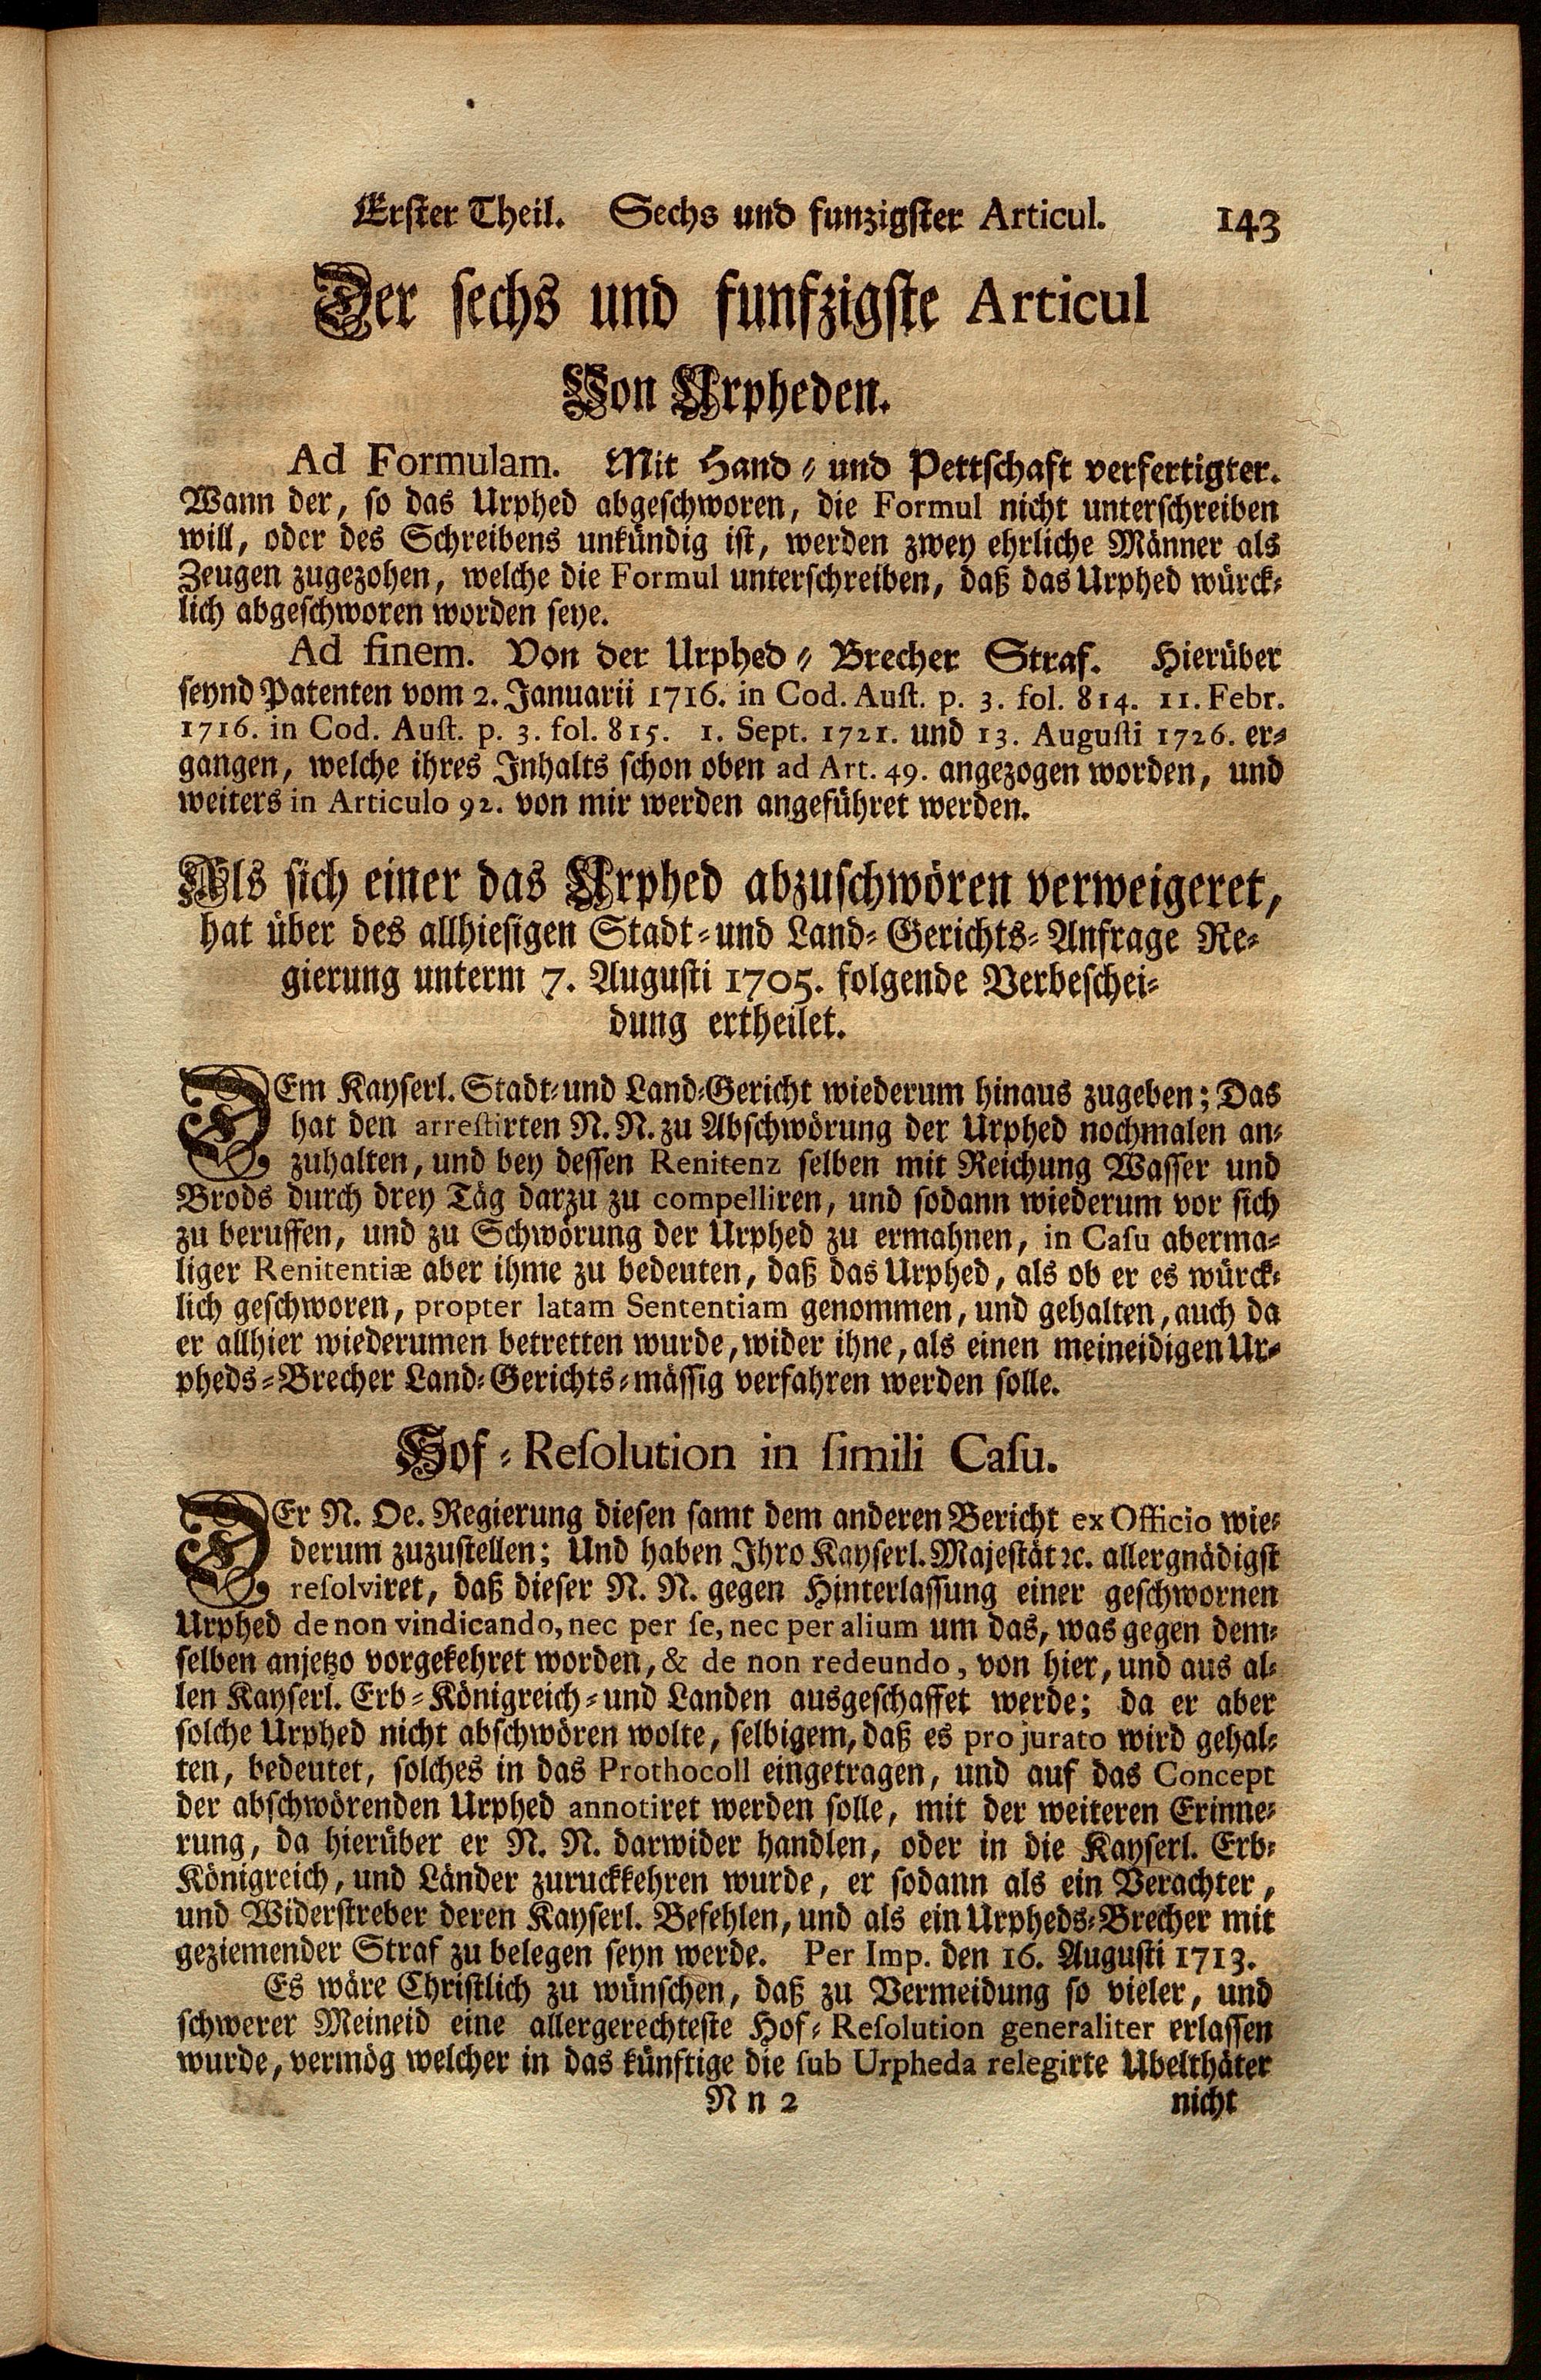 Erster Theil. Sechs und funzigster Articul. 143
Der sechs und funfzigste Articul
Von Urpheden.
Ad Formulam. Mit Hand- und Pettschaft verfertigter.
Wann der, so das Urphed abgeschworen, die Formul nicht unterschreiben
will, oder des Schreibens unkündig ist, werden zwey ehrliche Männer als
Zeugen zugezohen, welche die Formul unterschreiben, daß das Urphed würck-
lich abgeschworen worden seye.
Ad finem. Von der Urphed-Brecher Straf. Hierüber
seynd Patenten vom 2. Januarii 1716. in Cod. Aust. p. 3. fol. 814. 11. Febr.
1716. in Cod. Aust. p. 3. fol. 815. 1. Sept. 1721. und 13. Augusti 1726. er-
gangen, welche ihres Inhalts schon oben ad Art. 49. angezogen worden, und
weiters in Articulo 92. von mir werden angeführet werden.
Als sich einer das Urphed abzuschwören verweigeret,
hat über des allhiesigen Stadt- und Land-Gerichts-Anfrage Re-
gierung unterm 7. Augusti 1705. folgende Verbeschei-
dung ertheilet.
DEm Kayserl. Stadt- und Land-Gericht wiederum hinaus zugeben; Das
hat den arrestirten N. N. zu Abschwörung der Urphed nochmalen an-
zuhalten, und bey dessen Renitenz selben mit Reichung Wasser und
Brods durch drey Täg darzu zu compelliren, und sodann wiederum vor sich
zu beruffen, und zu Schwörung der Urphed zu ermahnen, in Casu aberma-
liger Renitentiæ aber ihme zu bedeuten, daß das Urphed, als ob er es würck-
lich geschworen, propter latam Sententiam genommen, und gehalten, auch da
er allhier wiederumen betretten wurde, wider ihne, als einen meineidigen Ur-
pheds-Brecher Land-Gerichts-mässig verfahren werden solle.
Hof-Resolution in simili Casu.
DEr N. Oe. Regierung diesen samt dem anderen Bericht ex Officio wie-
derum zuzustellen; Und haben Ihro Kayserl. Majestät ꝛc. allergnädigst
resolviret, daß dieser N. N. gegen Hinterlassung einer geschwornen
Urphed de non vindicando, nec per se, nec per alium um das, was gegen dem-
selben anjetzo vorgekehret worden, & de non redeundo, von hier, und aus al-
len Kayserl. Erb-Königreich- und Landen ausgeschaffet werde; da er aber
solche Urphed nicht abschwören wolte, selbigem, daß es pro jurato wird gehal-
ten, bedeutet, solches in das Prothocoll eingetragen, und auf das Concept
der abschwörenden Urphed annotiret werden solle, mit der weiteren Erinne-
rung, da hierüber er N. N. darwider handlen, oder in die Kayserl. Erb-
Königreich, und Länder zuruckkehren wurde, er sodann als ein Verachter,
und Widerstreber deren Kayserl. Befehlen, und als ein Urpheds-Brecher mit
geziemender Straf zu belegen seyn werde. Per Imp. den 16. Augusti 1713.
Es wäre Christlich zu wünschen, daß zu Vermeidung so vieler, und
schwerer Meineid eine allergerechteste Hof-Resolution generaliter erlassen
wurde, vermög welcher in das künftige die sub Urpheda relegirte Ubelthäter
N n 2 nicht